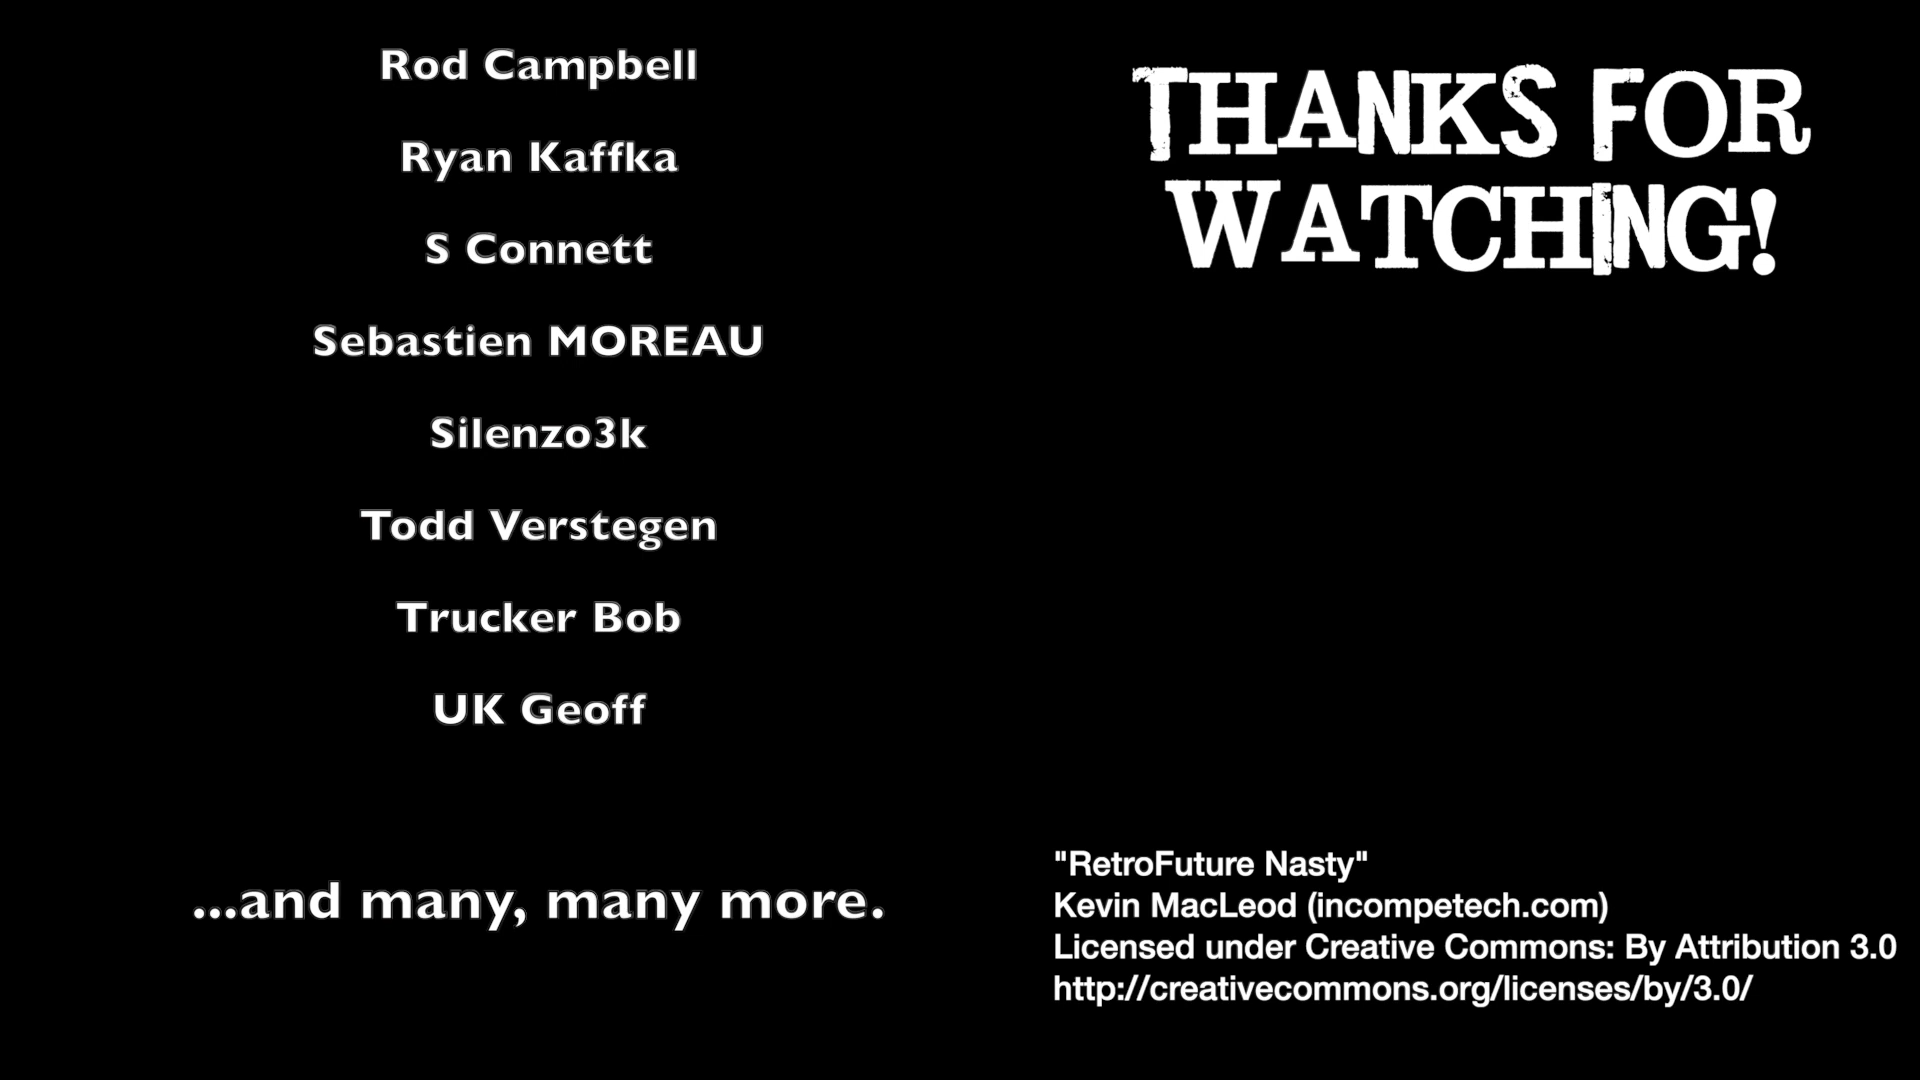 Rod Campbell
Ryan Kaffka
S Connett
Sebastien MOREAU
Silenzo3k
Todd Verstegen
Trucker Bob
UK Geoff
...and many, many more.
THANKS FOR
WATCHING!
"RetroFuture Nasty"
Kevin MacLeod (incompetech.com)
Licensed under Creative Commons: By Attribution 3.0
http://creativecommons.org/licenses/by/3.0/